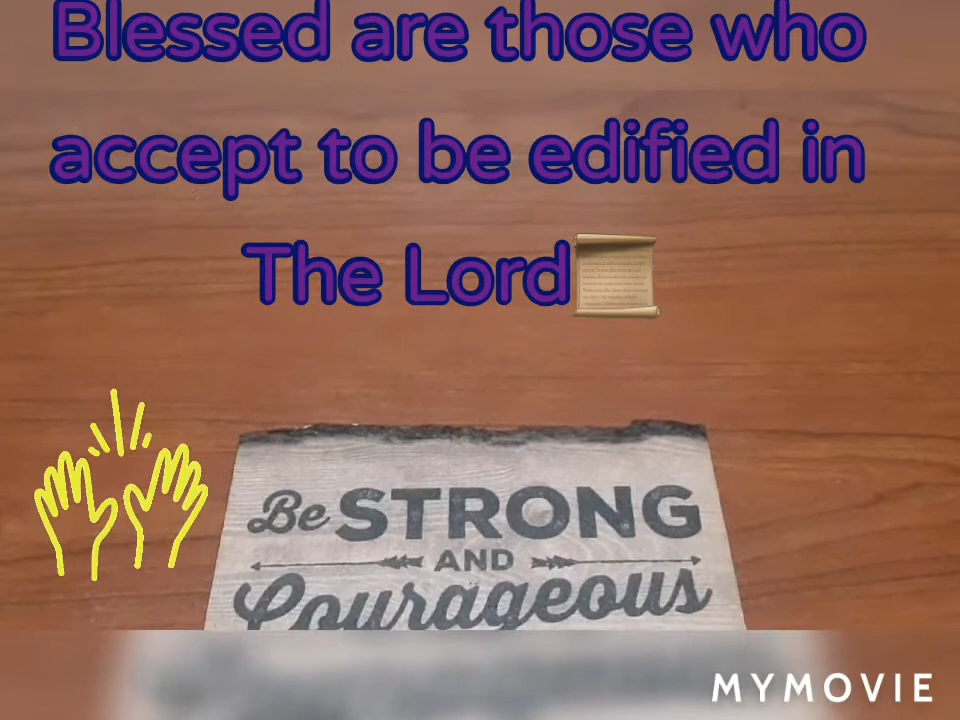 Blessed are those who
accept to be edified in
The Lord
Be STRONG
AND
Courageous
MYMOVIE